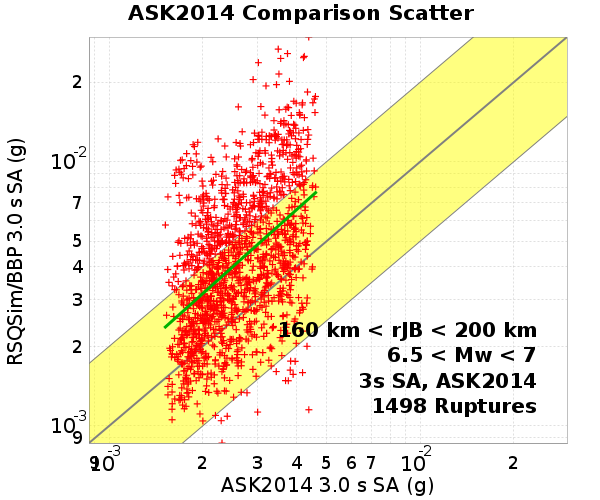 ASK2014 Comparison Scatter
RSQSim/BBP 3.0 s SA (g)
2
10-2
7
5
4
3
2
10-3
9
160 km < rJB < 200 km
6.5 < Mw < 7
3s SA, ASK2014
1498 Ruptures
9 10-3 2 3 4 5 6 7 10-2 2
ASK2014 3.0 s SA (g)